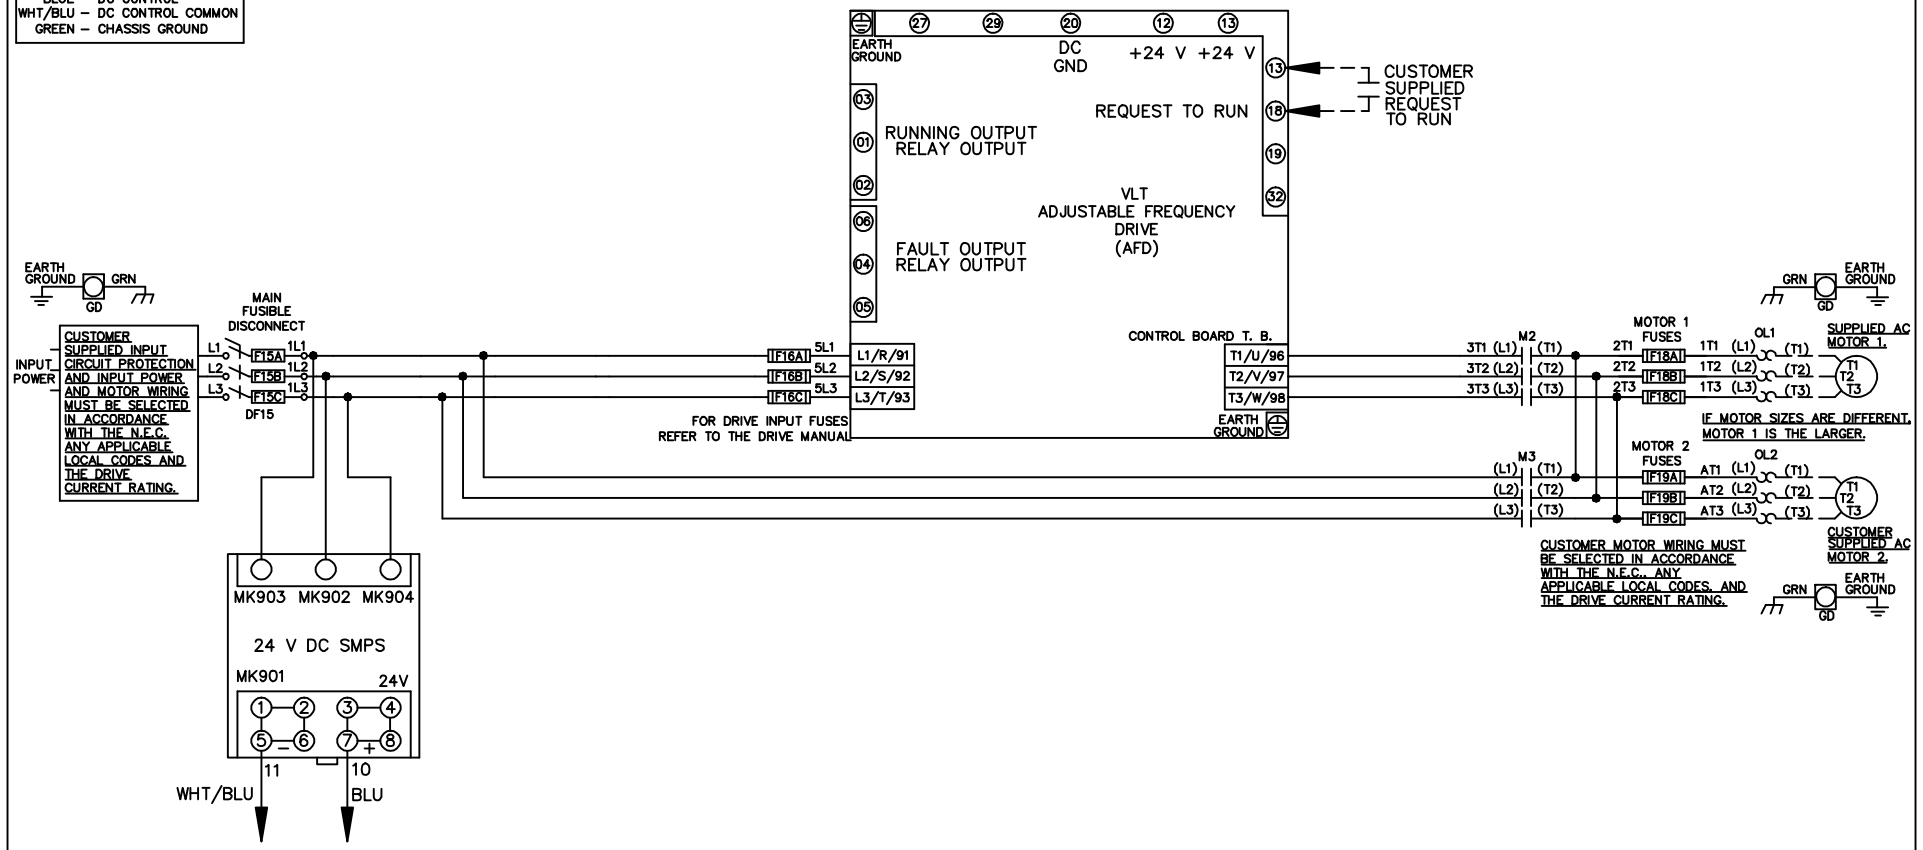 BLUE – DC CONTROL
WHT/BLU – DC CONTROL COMMON
GREEN – CHASSIS GROUND
27
29
20
12
13
EARTH
GROUND
DC
GND
+24 V
+24 V
13
18
19
32
REQUEST TO RUN
CUSTOMER
SUPPLIED
REQUEST
TO RUN
03
01
02
RUNNING OUTPUT
RELAY OUTPUT
06
04
05
FAULT OUTPUT
RELAY OUTPUT
VLT
ADJUSTABLE FREQUENCY
DRIVE
(AFD)
CONTROL BOARD T. B.
EARTH
GROUND
GRN
GD
INPUT
POWER
CUSTOMER
SUPPLIED INPUT
CIRCUIT PROTECTION
AND INPUT POWER
AND MOTOR WIRING
MUST BE SELECTED
IN ACCORDANCE
WITH THE N.E.C.
ANY APPLICABLE
LOCAL CODES AND
THE DRIVE
CURRENT RATING.
MAIN
FUSIBLE
DISCONNECT
L1 F15A 1L1
L2 F15B 1L2
L3 F15C 1L3
DF15
F16A 5L1 L1/R/91
F16B 5L2 L2/S/92
F16C 5L3 L3/T/93
FOR DRIVE INPUT FUSES
REFER TO THE DRIVE MANUAL
T1/U/96
T2/V/97
T3/W/98
EARTH
GROUND
M2
3T1 (L1) (T1)
3T2 (L2) (T2)
3T3 (L3) (T3)
MOTOR 1
FUSES
2T1 F18A 1T1 (L1) (T1)
2T2 F18B 1T2 (L2) (T2)
2T3 F18C 1T3 (L3) (T3)
OL1
GRN
GD
EARTH
GROUND
SUPPLIED AC
MOTOR 1.
T1
T2
T3
IF MOTOR SIZES ARE DIFFERENT,
MOTOR 1 IS THE LARGER.
M3
(L1) (T1)
(L2) (T2)
(L3) (T3)
MOTOR 2
FUSES
F19A AT1 (L1) (T1)
F19B AT2 (L2) (T2)
F19C AT3 (L3) (T3)
OL2
T1
T2
T3
CUSTOMER
SUPPLIED AC
MOTOR 2.
CUSTOMER MOTOR WIRING MUST
BE SELECTED IN ACCORDANCE
WITH THE N.E.C., ANY
APPLICABLE LOCAL CODES, AND
THE DRIVE CURRENT RATING.
GRN
GD
EARTH
GROUND
MK903 MK902 MK904
24 V DC SMPS
MK901
24V
1 2 3 4
5 – 6 7 + 8
11
10
WHT/BLU
BLU